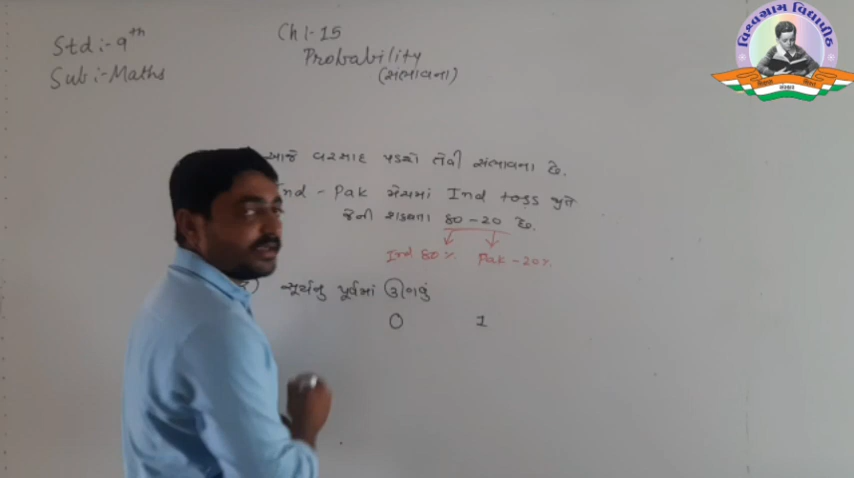 Std :- 9th
Sub :- Maths
Ch :- 15
Probability
(સંભાવના)
આજે વરસાદ પડશે તેવી સંભાવના છે.
Ind - Pak મેચમાં Ind toss જીતે
જેની શક્યતા 80 - 20 છે.
Ind 80% Pak - 20%
સૂર્યનુ પૂર્વમાં ઊગવું
0 1
વિશ્વગ્રામ વિદ્યાપીઠ